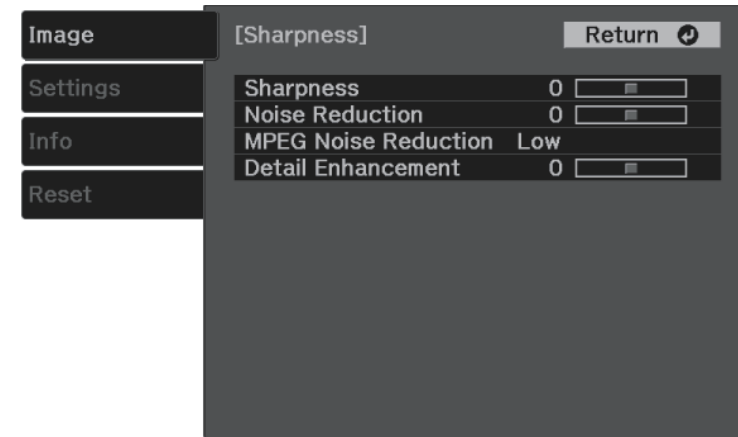 Image
Settings
Info
Reset
[Sharpness] Return
Sharpness 0
Noise Reduction 0
MPEG Noise Reduction Low
Detail Enhancement 0